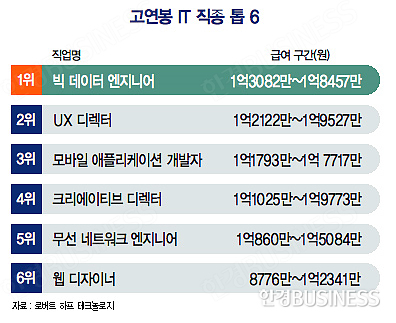 고연봉 IT 직종 톱 6
직업명 급여 구간(원)
1위 빅 데이터 엔지니어 1억3082만~1억8457만
2위 UX 디렉터 1억2122만~1억9527만
3위 모바일 애플리케이션 개발자 1억1793만~1억 7717만
4위 크리에이티브 디렉터 1억1025만~1억9773만
5위 무선 네트워크 엔지니어 1억860만~1억5084만
6위 웹 디자이너 8776만~1억2341만
자료 : 로버트 하프 테크놀로지
한경BUSINESS